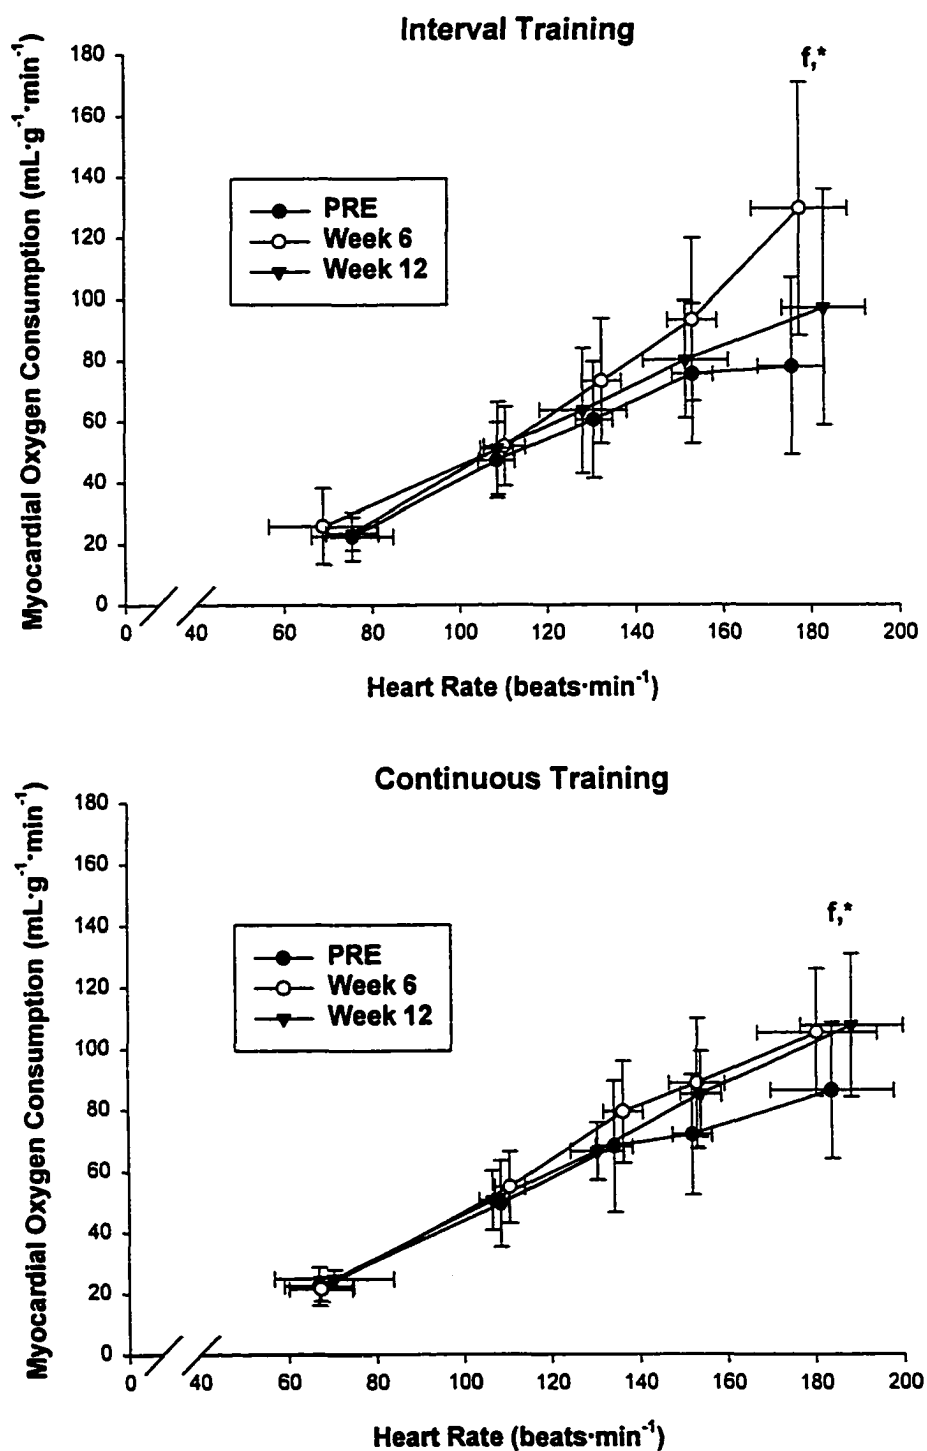 Interval Training
f,*
180
160
140
120
100
80
60
40
20
0
Myocardial Oxygen Consumption (mL·g⁻¹·min⁻¹)
PRE
Week 6
Week 12
0 40 60 80 100 120 140 160 180 200
Heart Rate (beats·min⁻¹)
Continuous Training
f,*
180
160
140
120
100
80
60
40
20
0
Myocardial Oxygen Consumption (mL·g⁻¹·min⁻¹)
PRE
Week 6
Week 12
0 40 60 80 100 120 140 160 180 200
Heart Rate (beats·min⁻¹)